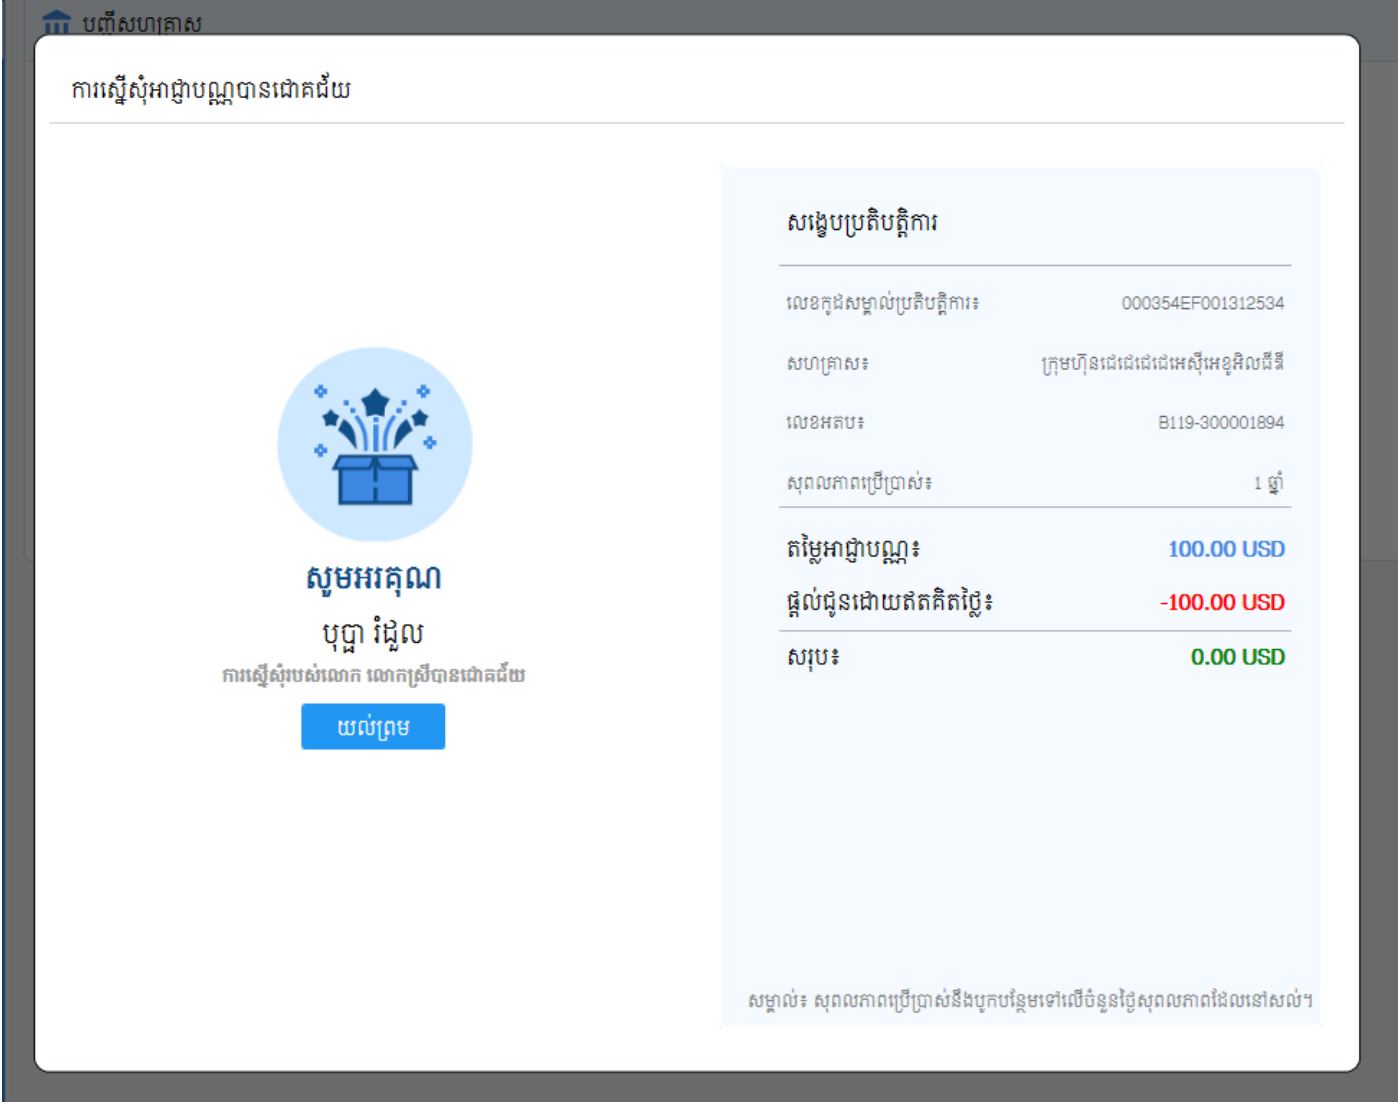 បញ្ជីសហគ្រាស
ការស្នើសុំអាជ្ញាបណ្ណបានជោគជ័យ
សូមអរគុណ
បុប្ផា រំដួល
ការស្នើសុំរបស់លោក លោកស្រីបានជោគជ័យ
យល់ព្រម
សង្ខេបប្រតិបត្តិការ
លេខកូដសម្គាល់ប្រតិបត្តិការ៖ 000354EF001312534
សហគ្រាស៖ ក្រុមហ៊ុនជេជេជេជេអេស៊ីអេខូអិលធីឌី
លេខអតប៖ B119-300001894
សុពលភាពប្រើប្រាស់៖ 1 ឆ្នាំ
តម្លៃអាជ្ញាបណ្ណ៖ 100.00 USD
ផ្តល់ជូនដោយឥតគិតថ្លៃ៖ -100.00 USD
សរុប៖ 0.00 USD
សម្គាល់៖ សុពលភាពប្រើប្រាស់នឹងបូកបន្ថែមទៅលើចំនួនថ្ងៃសុពលភាពដែលនៅសល់។